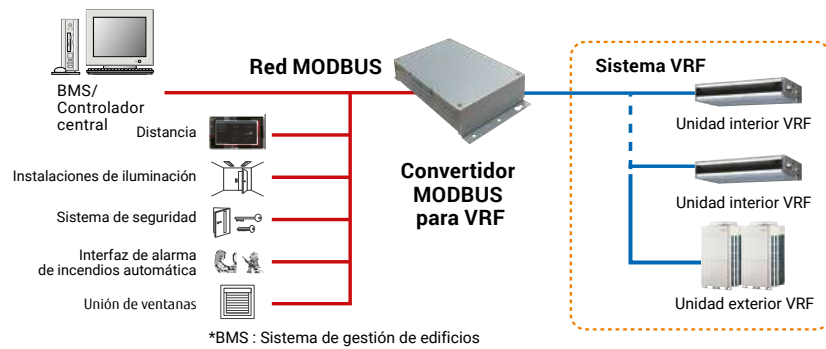 Red MODBUS
Sistema VRF
BMS/
Controlador
central
Distancia
Instalaciones de iluminación
Sistema de seguridad
Interfaz de alarma
de incendios automática
Unión de ventanas
Convertidor
MODBUS
para VRF
Unidad interior VRF
Unidad interior VRF
Unidad exterior VRF
*BMS : Sistema de gestión de edificios